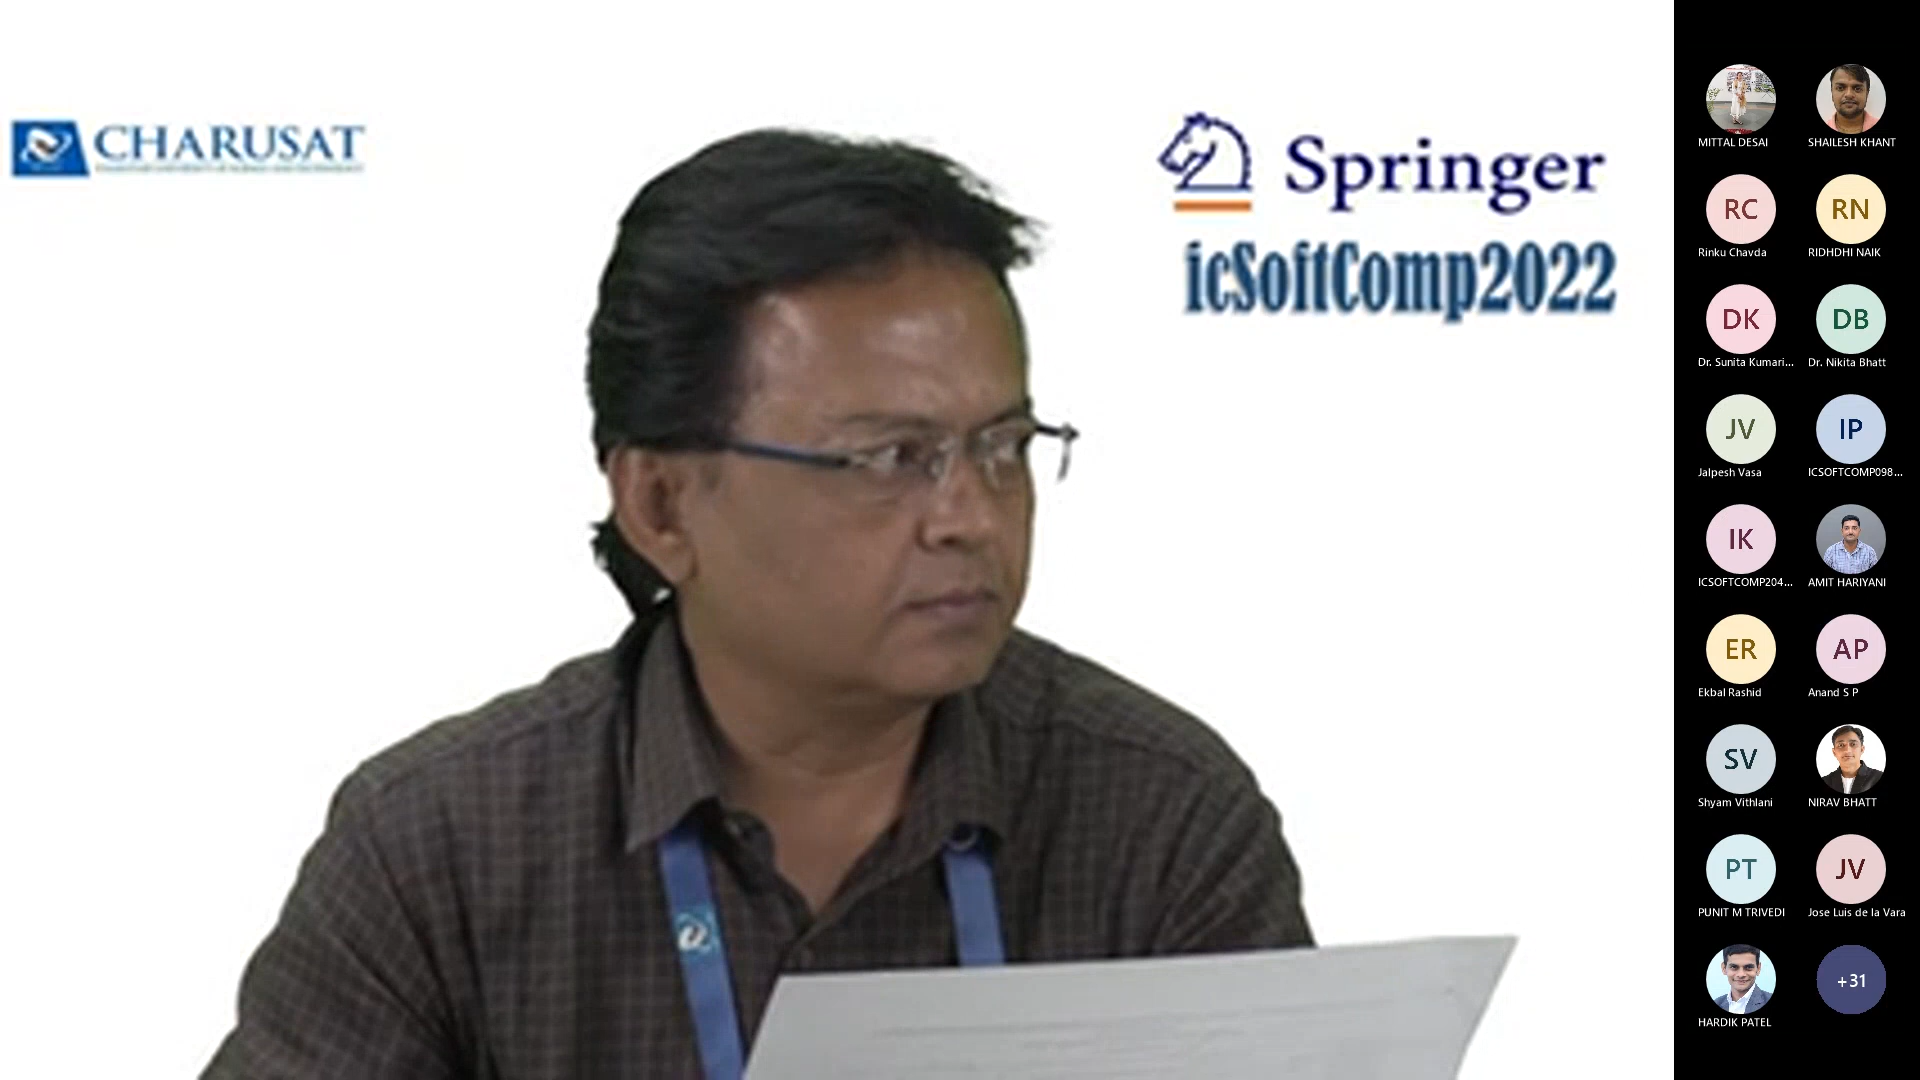 CHARUSAT
Springer
icSoftComp2022
MITTAL DESAI
SHAILESH KHANT
RC
RN
Rinku Chavda
RIDHDHI NAIK
DK
DB
Dr. Sunita Kumari...
Dr. Nikita Bhatt
JV
IP
Jalpesh Vasa
ICSOFTCOMP098...
IK
ICSOFTCOMP204...
AMIT HARIYANI
ER
AP
Ekbal Rashid
Anand S P
SV
Shyam Vithlani
NIRAV BHATT
PT
JV
PUNIT M TRIVEDI
Jose Luis de la Vara
+31
HARDIK PATEL